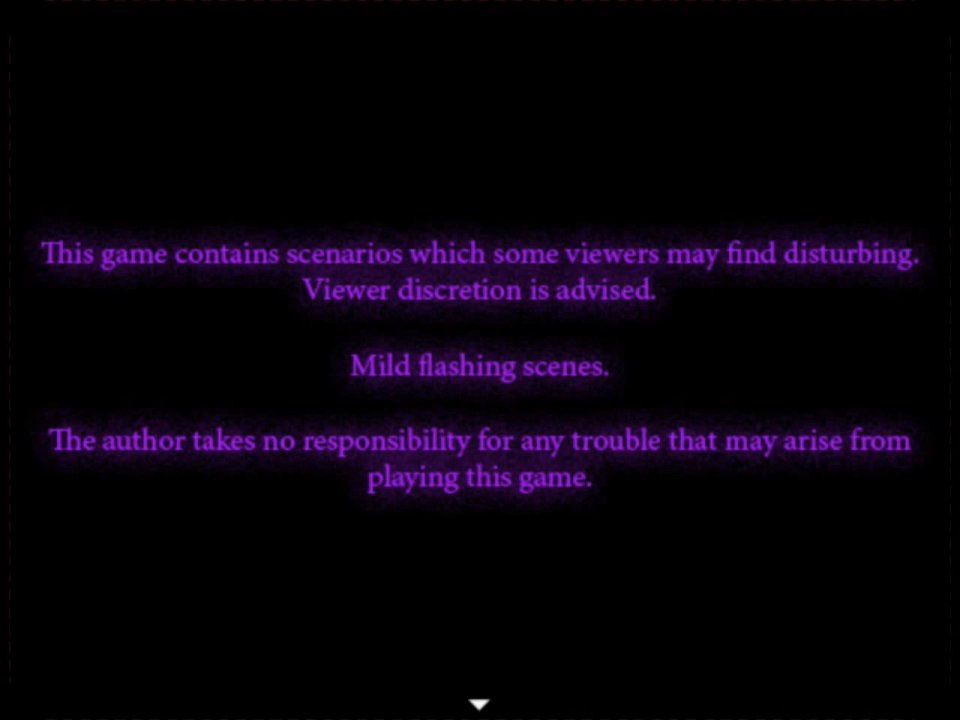 This game contains scenarios which some viewers may find disturbing.
Viewer discretion is advised.
Mild flashing scenes.
The author takes no responsibility for any trouble that may arise from
playing this game.